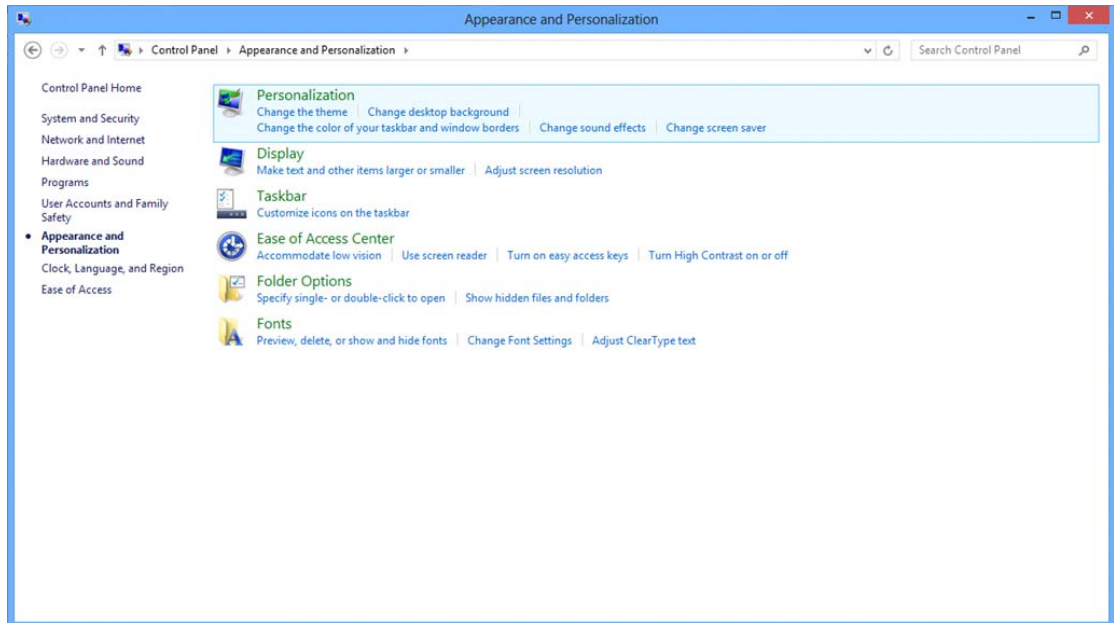 Appearance and Personalization
Control Panel Appearance and Personalization
Search Control Panel
Control Panel Home
System and Security
Network and Internet
Hardware and Sound
Programs
User Accounts and Family
Safety
Appearance and
Personalization
Clock, Language, and Region
Ease of Access
Personalization
Change the theme Change desktop background
Change the color of your taskbar and window borders Change sound effects Change screen saver
Display
Make text and other items larger or smaller Adjust screen resolution
Taskbar
Customize icons on the taskbar
Ease of Access Center
Accommodate low vision Use screen reader Turn on easy access keys Turn High Contrast on or off
Folder Options
Specify single- or double-click to open Show hidden files and folders
Fonts
Preview, delete, or show and hide fonts Change Font Settings Adjust ClearType text